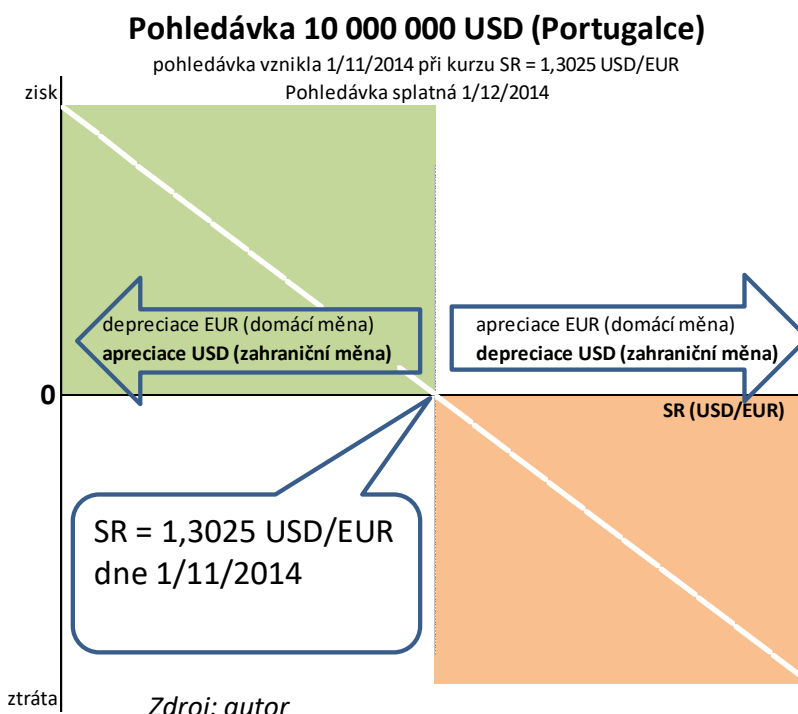 Pohledávka 10 000 000 USD (Portugalce)
pohledávka vznikla 1/11/2014 při kurzu SR = 1,3025 USD/EUR
Pohledávka splatná 1/12/2014
zisk
depreciace EUR (domácí měna)
apreciace USD (zahraniční měna)
apreciace EUR (domácí měna)
depreciace USD (zahraniční měna)
0
SR (USD/EUR)
SR = 1,3025 USD/EUR
dne 1/11/2014
ztráta
Zdroj: autor